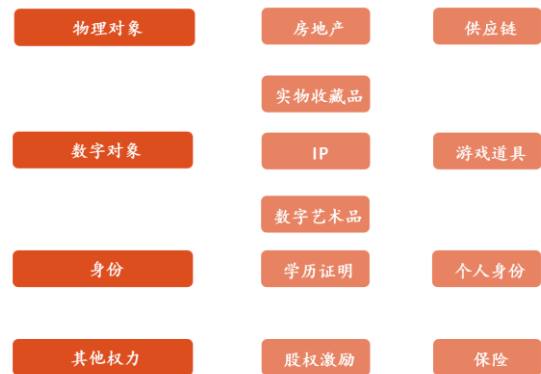 物理对象
房地产
供应链
实物收藏品
数字对象
IP
游戏道具
数字艺术品
身份
学历证明
个人身份
其他权力
股权激励
保险